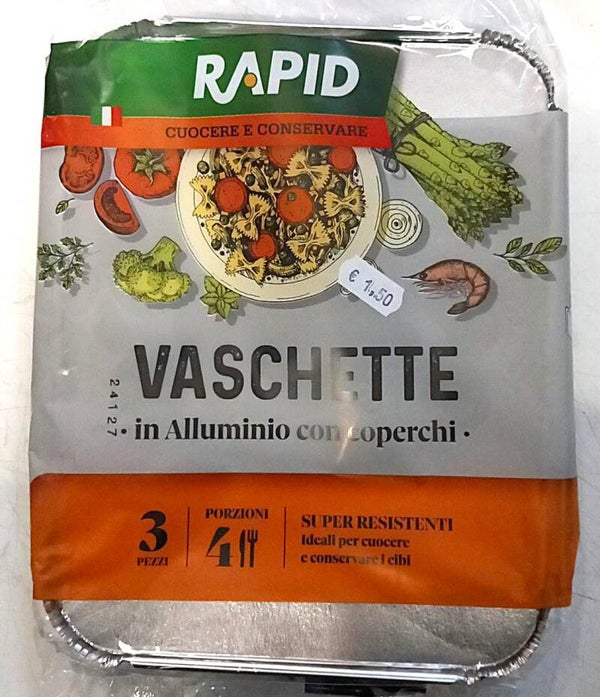 RAPID
CUOCERE E CONSERVARE
€ 1,50
VASCHETTE
24127
• in Alluminio con coperchi •
3
PEZZI
PORZIONI
4
SUPER RESISTENTI
Ideali per cuocere
e conservare i cibi